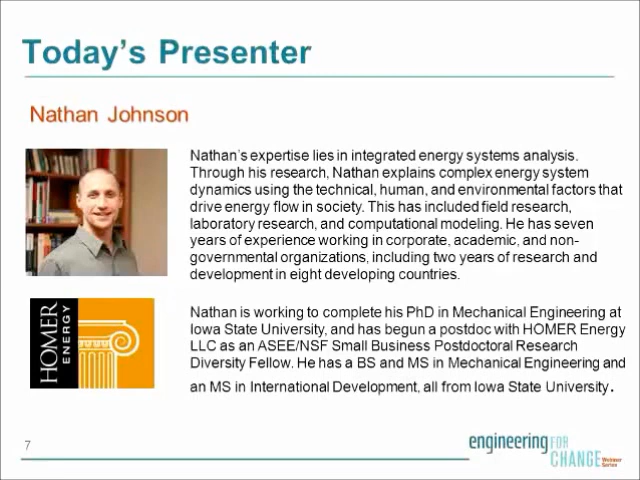 Today's Presenter
Nathan Johnson
Nathan's expertise lies in integrated energy systems analysis.
Through his research, Nathan explains complex energy system
dynamics using the technical, human, and environmental factors that
drive energy flow in society. This has included field research,
laboratory research, and computational modeling. He has seven
years of experience working in corporate, academic, and non-
governmental organizations, including two years of research and
development in eight developing countries.
HOMER
ENERGY
Nathan is working to complete his PhD in Mechanical Engineering at
Iowa State University, and has begun a postdoc with HOMER Energy
LLC as an ASEE/NSF Small Business Postdoctoral Research
Diversity Fellow. He has a BS and MS in Mechanical Engineering and
an MS in International Development, all from Iowa State University.
7
engineering FOR
CHANGE Webinar
Series